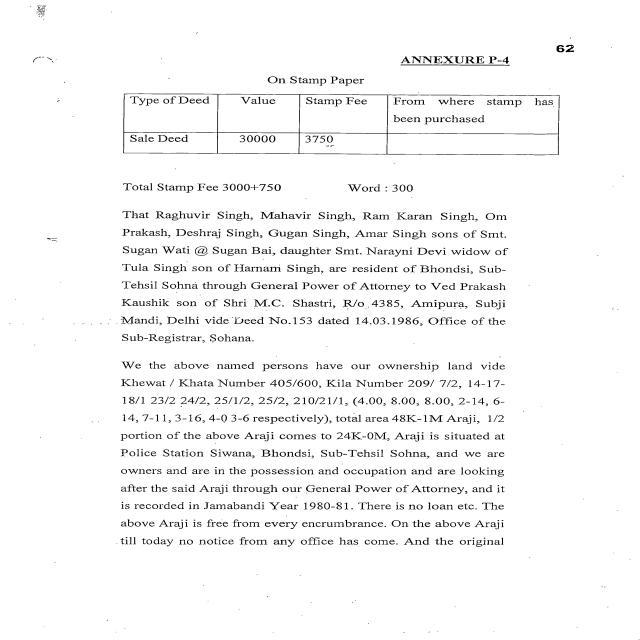 62
ANNEXURE P-4
On Stamp Paper
Type of Deed Value Stamp Fee From where stamp has
been purchased
Sale Deed 30000 3750
Total Stamp Fee 3000+750 Word : 300
That Raghuvir Singh, Mahavir Singh, Ram Karan Singh, Om
Prakash, Deshraj Singh, Gugan Singh, Amar Singh sons of Smt.
Sugan Wati @ Sugan Bai, daughter Smt. Narayni Devi widow of
Tula Singh son of Harnam Singh, are resident of Bhondsi, Sub-
Tehsil Sohna through General Power of Attorney to Ved Prakash
Kaushik son of Shri M.C. Shastri, R/o 4385, Amipura, Subji
Mandi, Delhi vide Deed No.153 dated 14.03.1986, Office of the
Sub-Registrar, Sohana.
We the above named persons have our ownership land vide
Khewat / Khata Number 405/600, Kila Number 209/ 7/2, 14-17-
18/1 23/2 24/2, 25/1/2, 25/2, 210/21/1, (4.00, 8.00, 8.00, 2-14, 6-
14, 7-11, 3-16, 4-0 3-6 respectively), total area 48K-1M Araji, 1/2
portion of the above Araji comes to 24K-0M, Araji is situated at
Police Station Siwana, Bhondsi, Sub-Tehsil Sohna, and we are
owners and are in the possession and occupation and are looking
after the said Araji through our General Power of Attorney, and it
is recorded in Jamabandi Year 1980-81. There is no loan etc. The
above Araji is free from every encrumbrance. On the above Araji
till today no notice from any office has come. And the original